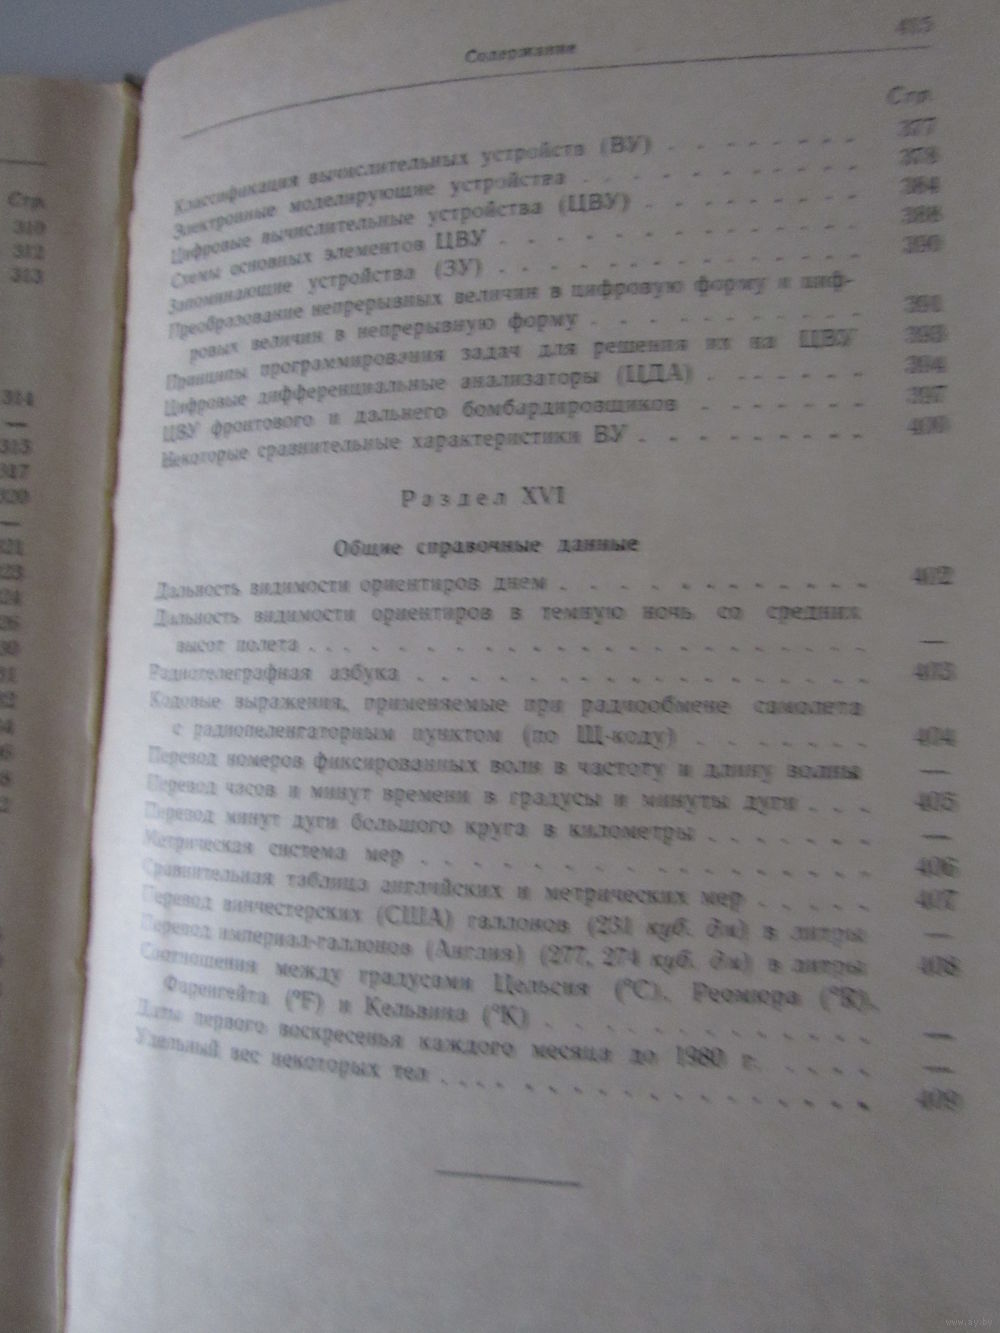 Содержание 415
Стр.
Классификация вычислительных устройств (ВУ) . . . . . . . 377
Электронные моделирующие устройства . . . . . . . . . . 378
Цифровые вычислительные устройства (ЦВУ) . . . . . . . . 384
Схемы основных элементов ЦВУ . . . . . . . . . . . . . 388
Запоминающие устройства (ЗУ) . . . . . . . . . . . . . 390
Преобразование непрерывных величин в цифровую форму и циф-
ровых величин в непрерывную форму . . . . . . . . . . 391
Принципы программирования задач для решения их на ЦВУ 393
Цифровые дифференциальные анализаторы (ЦДА) . . . . . . 394
ЦВУ фронтового и дальнего бомбардировщиков . . . . . . 397
Некоторые сравнительные характеристики ВУ . . . . . . . . 400
Раздел XVI
Общие справочные данные
Дальность видимости ориентиров днем . . . . . . . . . . . 402
Дальность видимости ориентиров в темную ночь со средних
высот полета . . . . . . . . . . . . . . . . . . . —
Радиотелеграфная азбука . . . . . . . . . . . . . . . . 403
Кодовые выражения, применяемые при радиообмене самолета
с радиопеленгаторным пунктом (по Щ-коду) . . . . . . 404
Перевод номеров фиксированных волн в частоту и длину волны —
Перевод часов и минут времени в градусы и минуты дуги . . . 405
Перевод минут дуги большого круга в километры . . . . . . —
Метрическая система мер . . . . . . . . . . . . . . . . 406
Сравнительная таблица английских и метрических мер . . . . . 407
Перевод винчестерских (США) галлонов (231 куб. дм) в литры —
Перевод империал-галлонов (Англия) (277, 274 куб. дм) в литры 408
Соотношения между градусами Цельсия (°С), Реомюра (°R),
Фаренгейта (°F) и Кельвина (°K) . . . . . . . . . . . —
Даты первого воскресенья каждого месяца до 1980 г. . . . . —
Удельный вес некоторых тел . . . . . . . . . . . . . . . 409
Стр.
310
312
313
314
—
315
317
320
—
www.ay.by